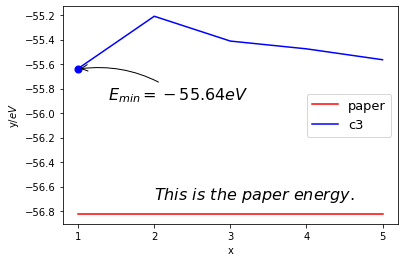 −55.2
−55.4
−55.6
−55.8
−56.0
−56.2
−56.4
−56.6
−56.8
y/eV
E_min = −55.64eV
paper
c3
This is the paper energy.
1
2
3
4
5
x